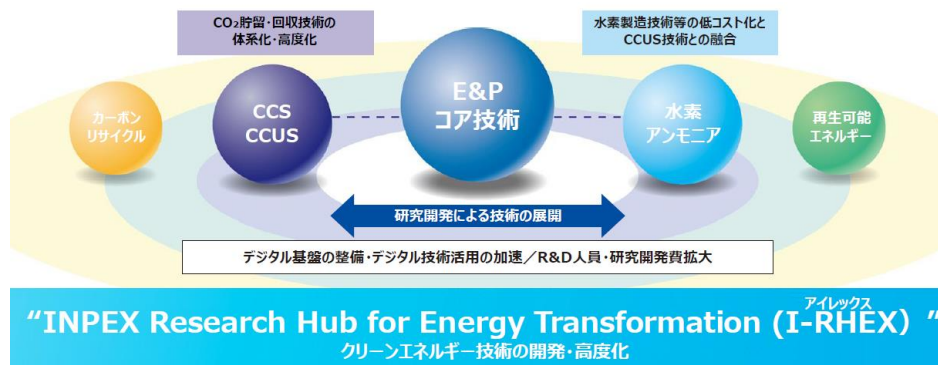 CO₂貯留・回収技術の
体系化・高度化
水素製造技術等の低コスト化と
CCUS技術との融合
カーボン
リサイクル
CCS
CCUS
E&P
コア技術
水素
アンモニア
再生可能
エネルギー
研究開発による技術の展開
デジタル基盤の整備・デジタル技術活用の加速／R&D人員・研究開発費拡大
アイレックス
“INPEX Research Hub for Energy Transformation (I-RHEX）“
クリーンエネルギー技術の開発・高度化